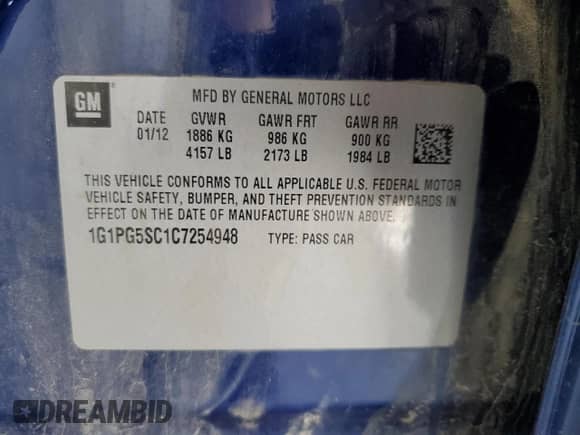 GM
MFD BY GENERAL MOTORS LLC
DATE GVWR GAWR FRT GAWR RR
01/12 1886 KG 986 KG 900 KG
4157 LB 2173 LB 1984 LB
THIS VEHICLE CONFORMS TO ALL APPLICABLE U.S. FEDERAL MOTOR
VEHICLE SAFETY, BUMPER, AND THEFT PREVENTION STANDARDS IN
EFFECT ON THE DATE OF MANUFACTURE SHOWN ABOVE.
1G1PG5SC1C7254948 TYPE: PASS CAR
DREAMBID